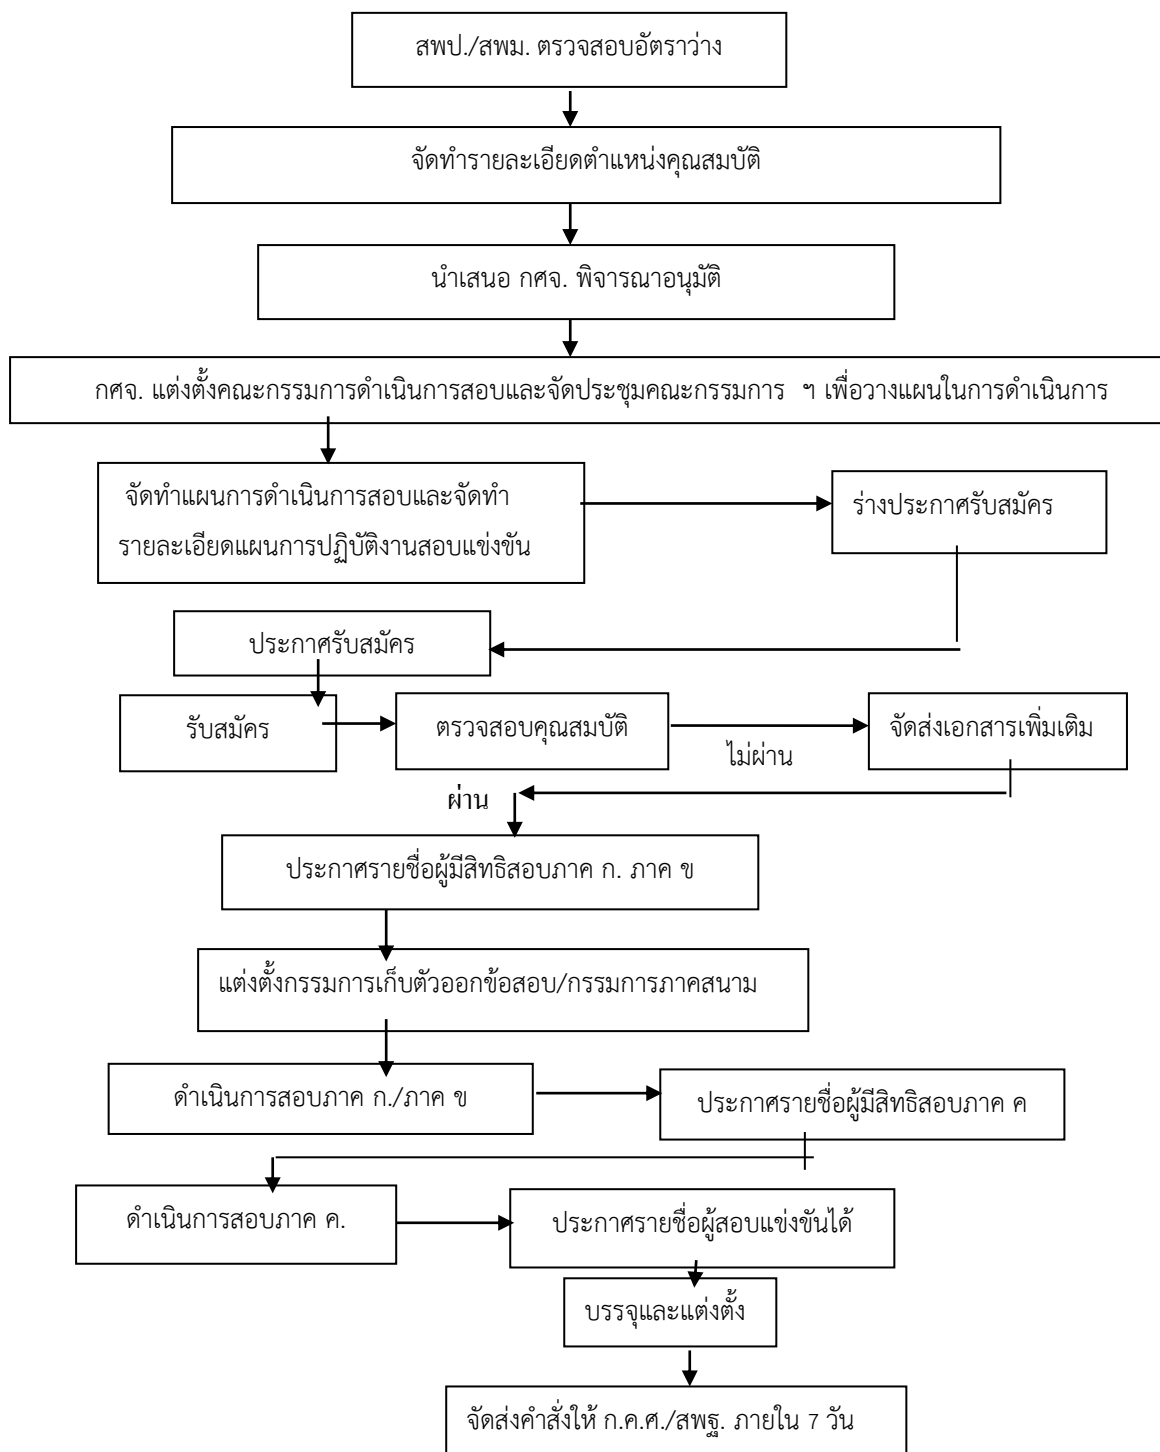 สพป./สพม. ตรวจสอบอัตราว่าง
จัดทำรายละเอียดตำแหน่งคุณสมบัติ
นำเสนอ กศจ. พิจารณาอนุมัติ
กศจ. แต่งตั้งคณะกรรมการดำเนินการสอบและจัดประชุมคณะกรรมการ ฯ เพื่อวางแผนในการดำเนินการ
จัดทำแผนการดำเนินการสอบและจัดทำ
รายละเอียดแผนการปฏิบัติงานสอบแข่งขัน
ร่างประกาศรับสมัคร
ประกาศรับสมัคร
รับสมัคร
ตรวจสอบคุณสมบัติ
ไม่ผ่าน
จัดส่งเอกสารเพิ่มเติม
ผ่าน
ประกาศรายชื่อผู้มีสิทธิสอบภาค ก. ภาค ข
แต่งตั้งกรรมการเก็บตัวออกข้อสอบ/กรรมการภาคสนาม
ดำเนินการสอบภาค ก./ภาค ข
ประกาศรายชื่อผู้มีสิทธิสอบภาค ค
ดำเนินการสอบภาค ค.
ประกาศรายชื่อผู้สอบแข่งขันได้
บรรจุและแต่งตั้ง
จัดส่งคำสั่งให้ ก.ค.ศ./สพฐ. ภายใน 7 วัน